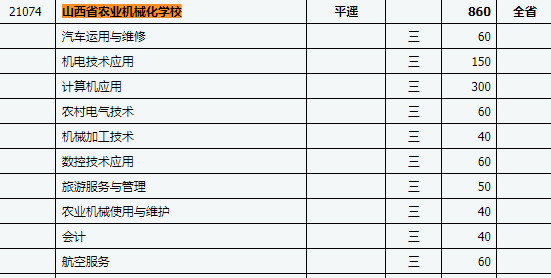 21074 山西省农业机械化学校 平遥 860 全省
汽车运用与维修 三 60
机电技术应用 三 150
计算机应用 三 300
农村电气技术 三 60
机械加工技术 三 40
数控技术应用 三 60
旅游服务与管理 三 50
农业机械使用与维护 三 40
会计 三 40
航空服务 三 60